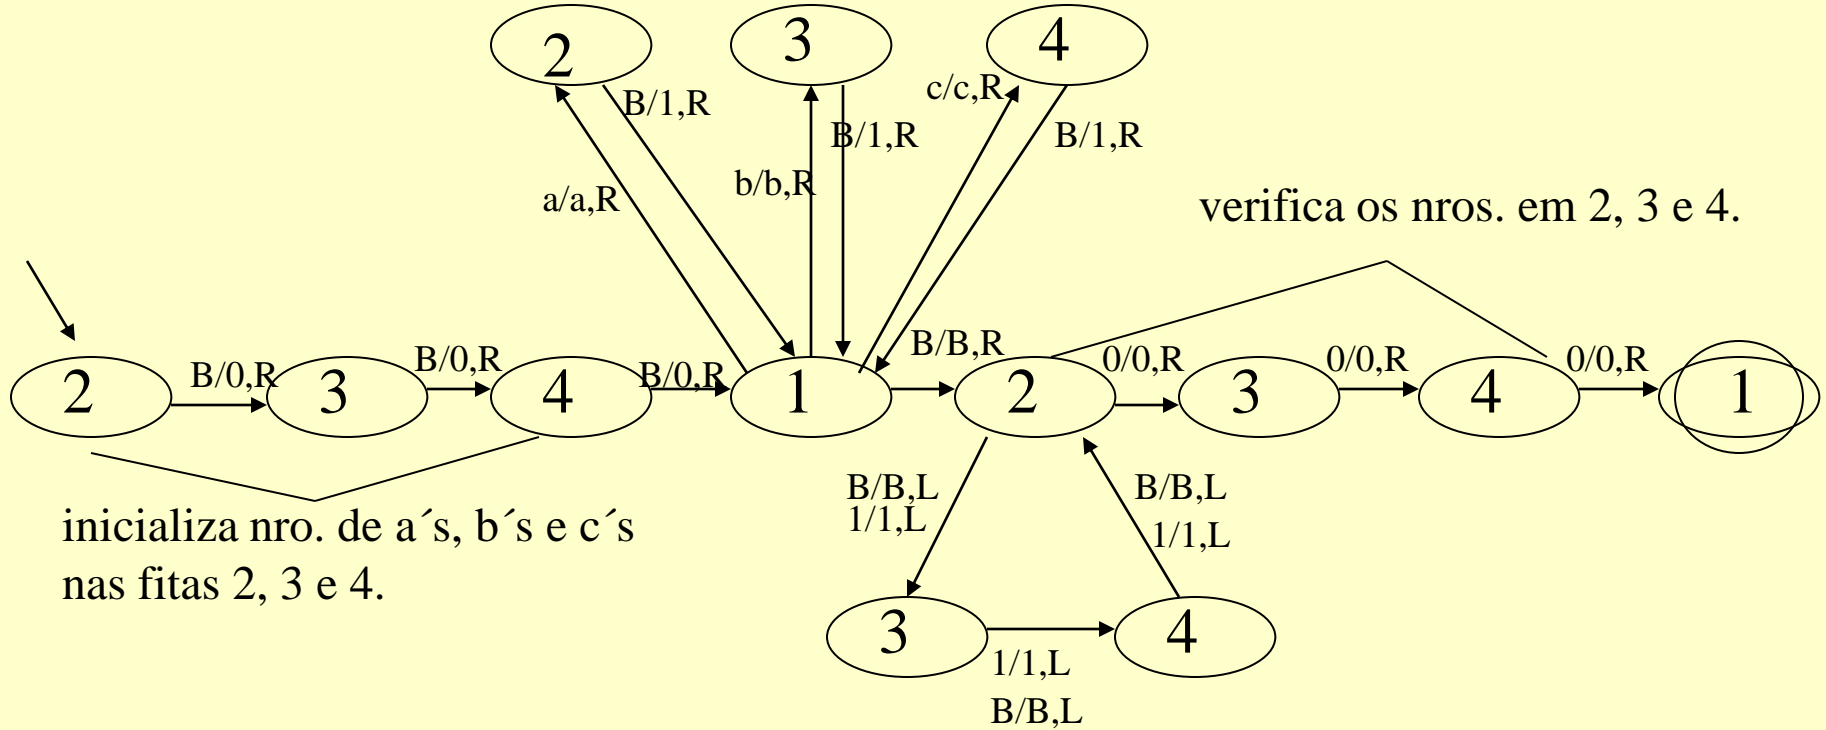 2
3
4
B/1,R
c/c,R
B/1,R
B/1,R
b/b,R
a/a,R
verifica os nros. em 2, 3 e 4.
B/B,R
B/0,R
B/0,R
B/0,R
0/0,R
0/0,R
0/0,R
2
3
4
1
2
3
4
1
B/B,L
1/1,L
B/B,L
1/1,L
inicializa nro. de a´s, b´s e c´s
nas fitas 2, 3 e 4.
3
4
1/1,L
B/B,L